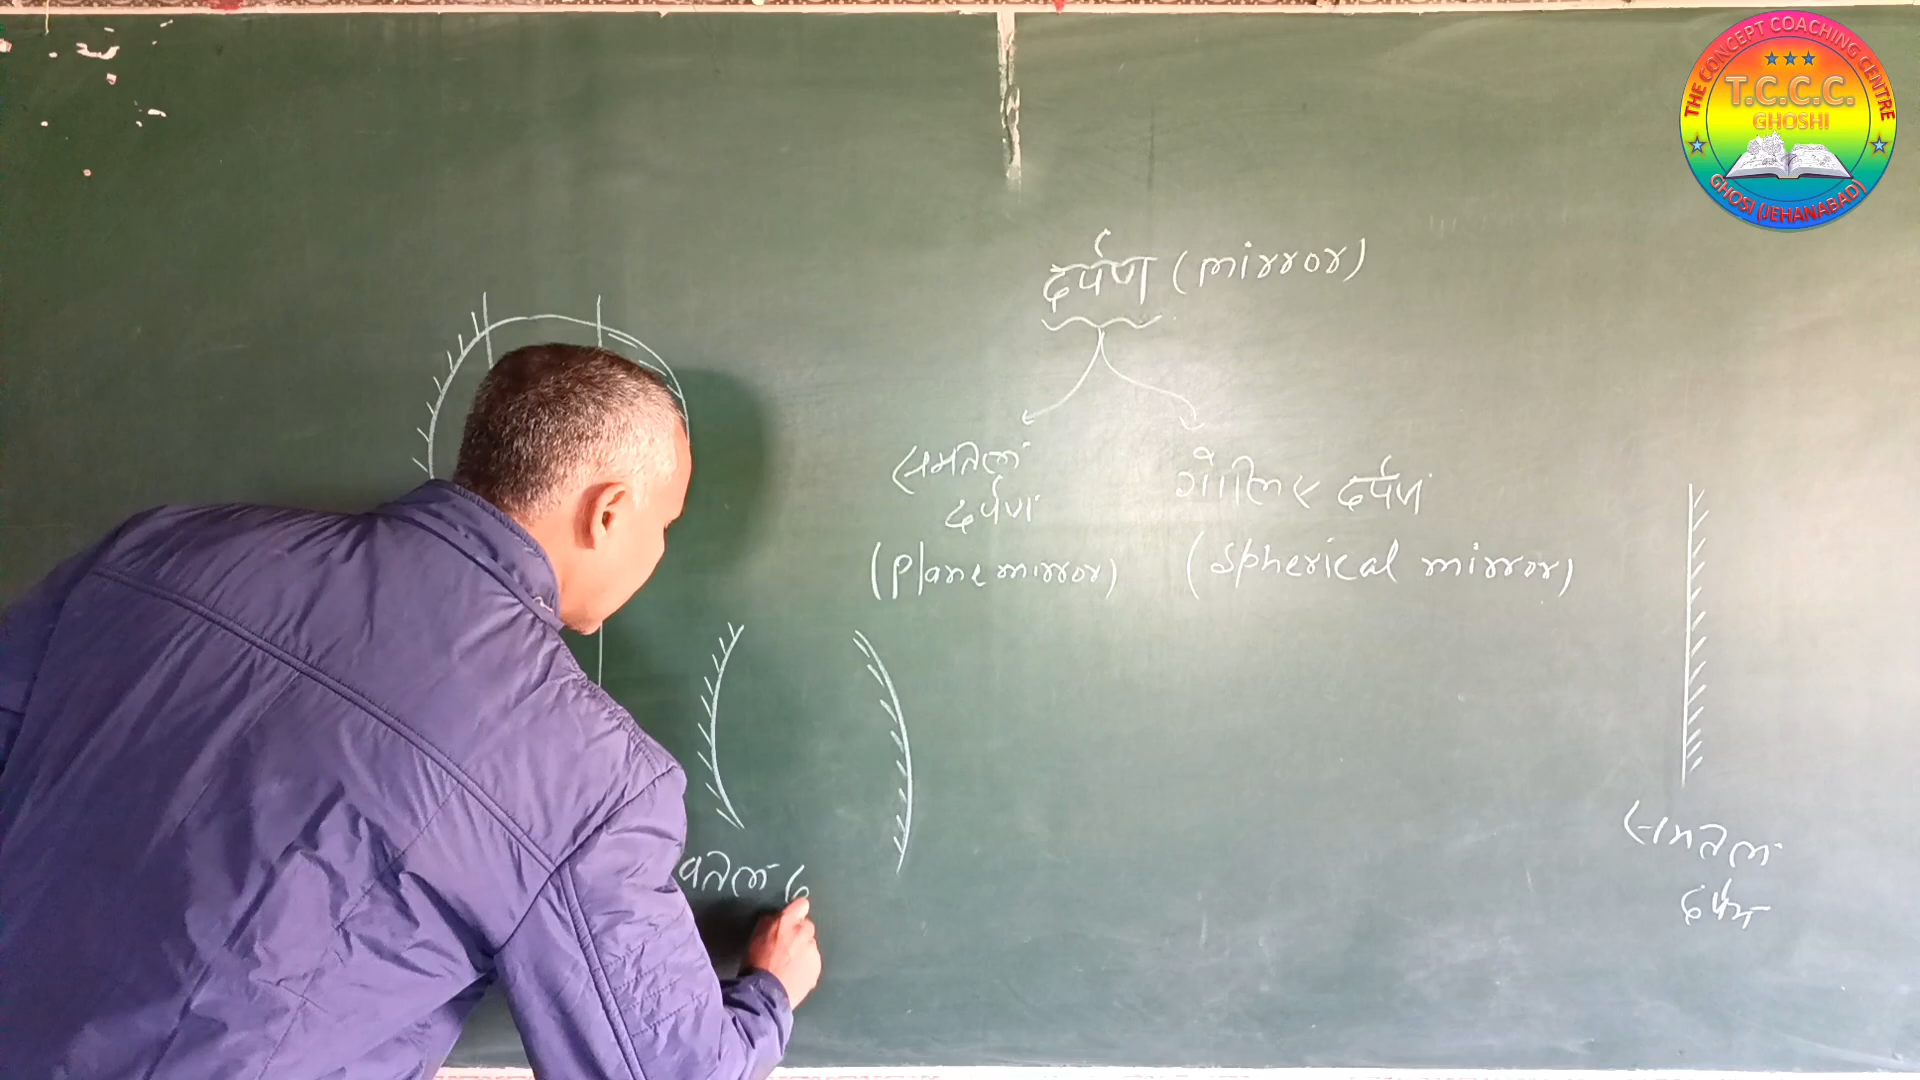 दर्पण (mirror)
समतल
दर्पण
(plane mirror)
गोलिय दर्पण
(spherical mirror)
समतल
दर्पण
वतल द
THE CONCEPT COACHING CENTRE
T.C.C.C.
GHOSHI
GHOSI (JEHANABAD)